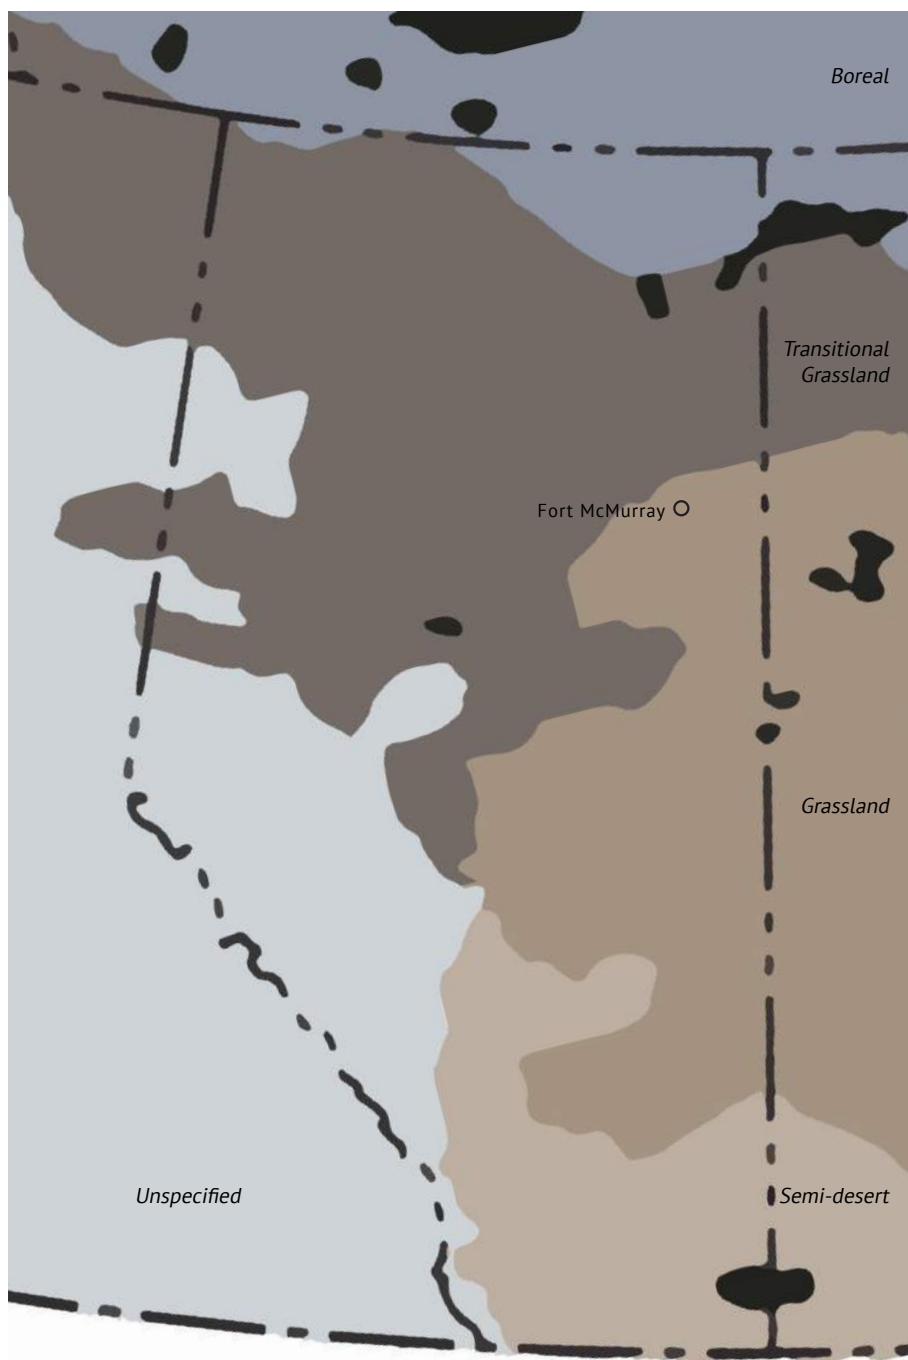 Boreal
Transitional
Grassland
Fort McMurray
Grassland
Unspecified
Semi-desert